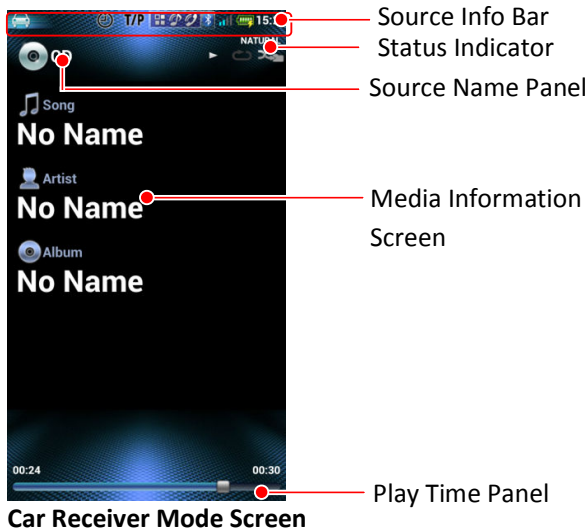 T/P 15:
Source Info Bar
NATURAL
Status Indicator
Source Name Panel
Song
No Name
Artist
No Name
Media Information
Screen
Album
No Name
00:24
00:30
Play Time Panel
Car Receiver Mode Screen